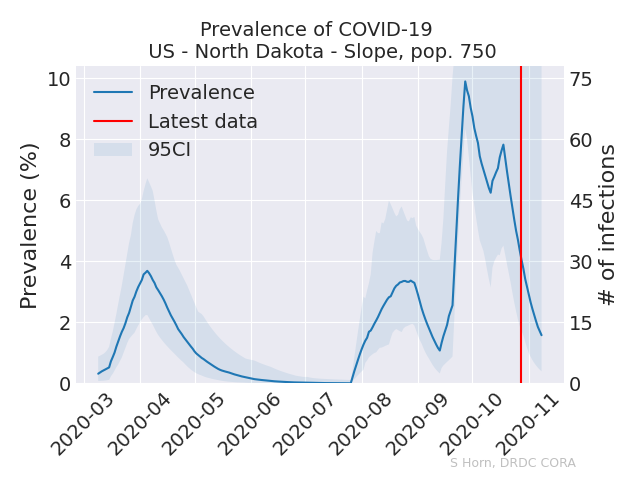 Prevalence of COVID-19
US - North Dakota - Slope, pop. 750
Prevalence
Latest data
95CI
Prevalence (%)
10
8
6
4
2
0
75
60
45
30
15
0
# of infections
2020-03
2020-04
2020-05
2020-06
2020-07
2020-08
2020-09
2020-10
2020-11
S Horn, DRDC CORA